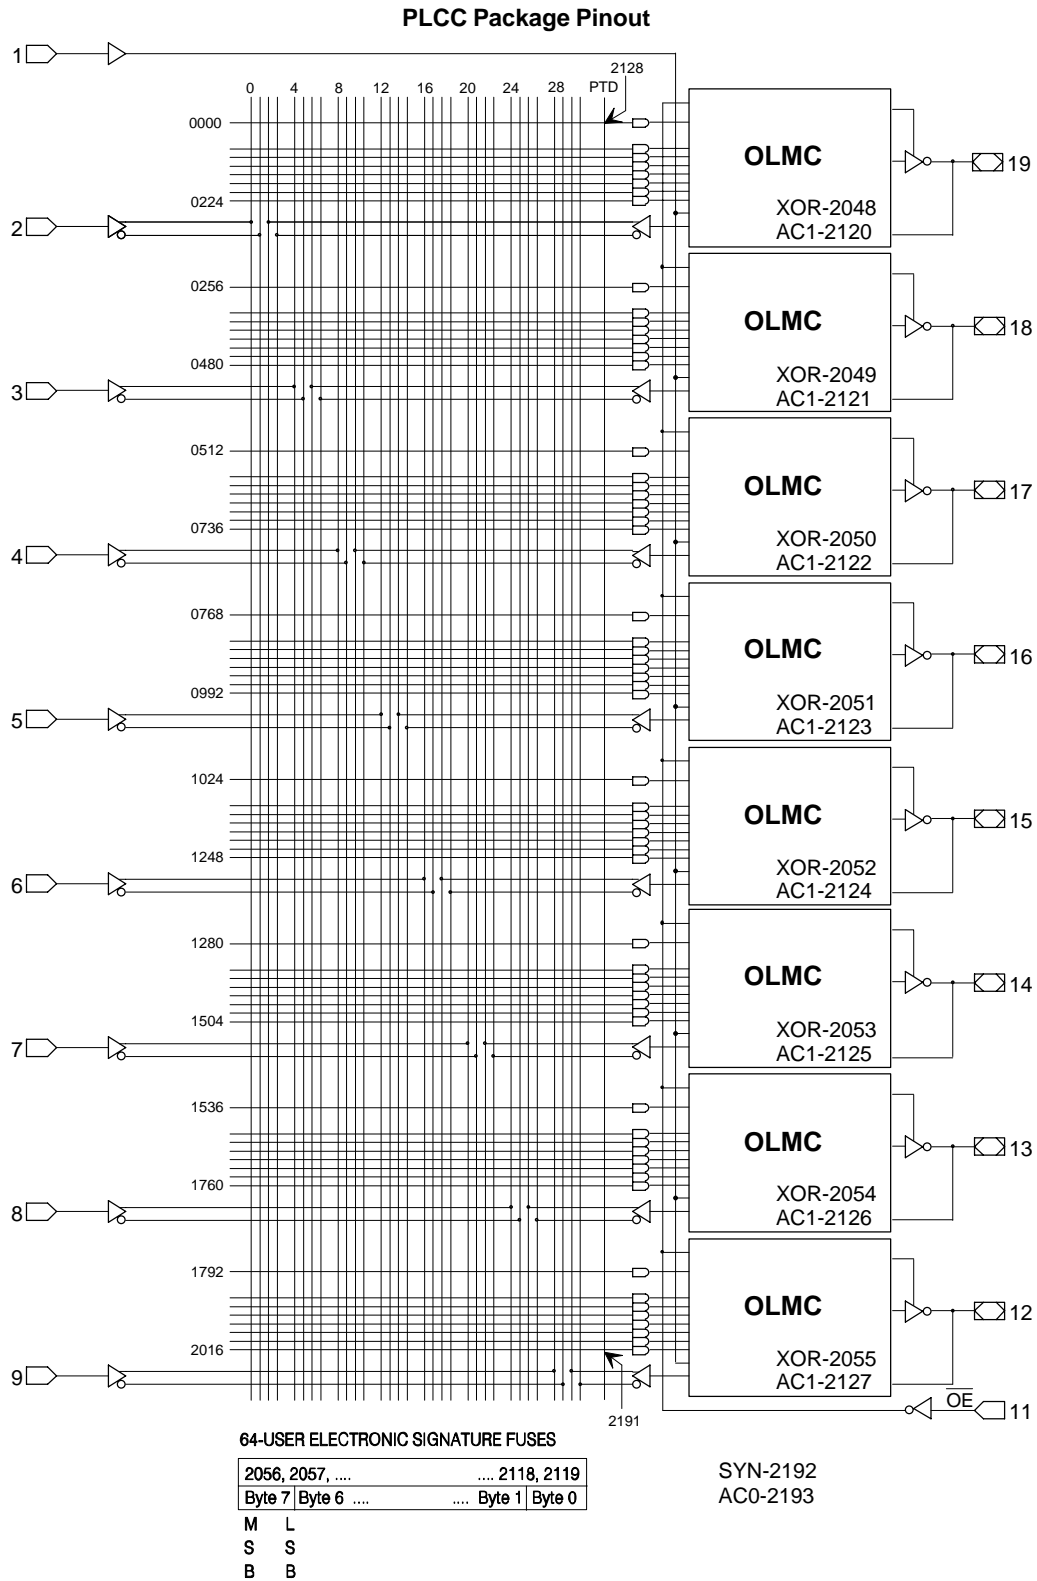 PLCC Package Pinout
1
2128
0 4 8 12 16 20 24 28 PTD
0000
OLMC
19
0224
XOR-2048
AC1-2120
2
0256
OLMC
18
0480
XOR-2049
AC1-2121
3
0512
OLMC
17
0736
XOR-2050
AC1-2122
4
0768
OLMC
16
0992
XOR-2051
AC1-2123
5
1024
OLMC
15
1248
XOR-2052
AC1-2124
6
1280
OLMC
14
1504
XOR-2053
AC1-2125
7
1536
OLMC
13
1760
XOR-2054
AC1-2126
8
1792
OLMC
12
2016
XOR-2055
AC1-2127
9
OE
11
2191
64-USER ELECTRONIC SIGNATURE FUSES
2056, 2057, .... .... 2118, 2119
Byte 7 Byte 6 .... .... Byte 1 Byte 0
M L
S S
B B
SYN-2192
AC0-2193